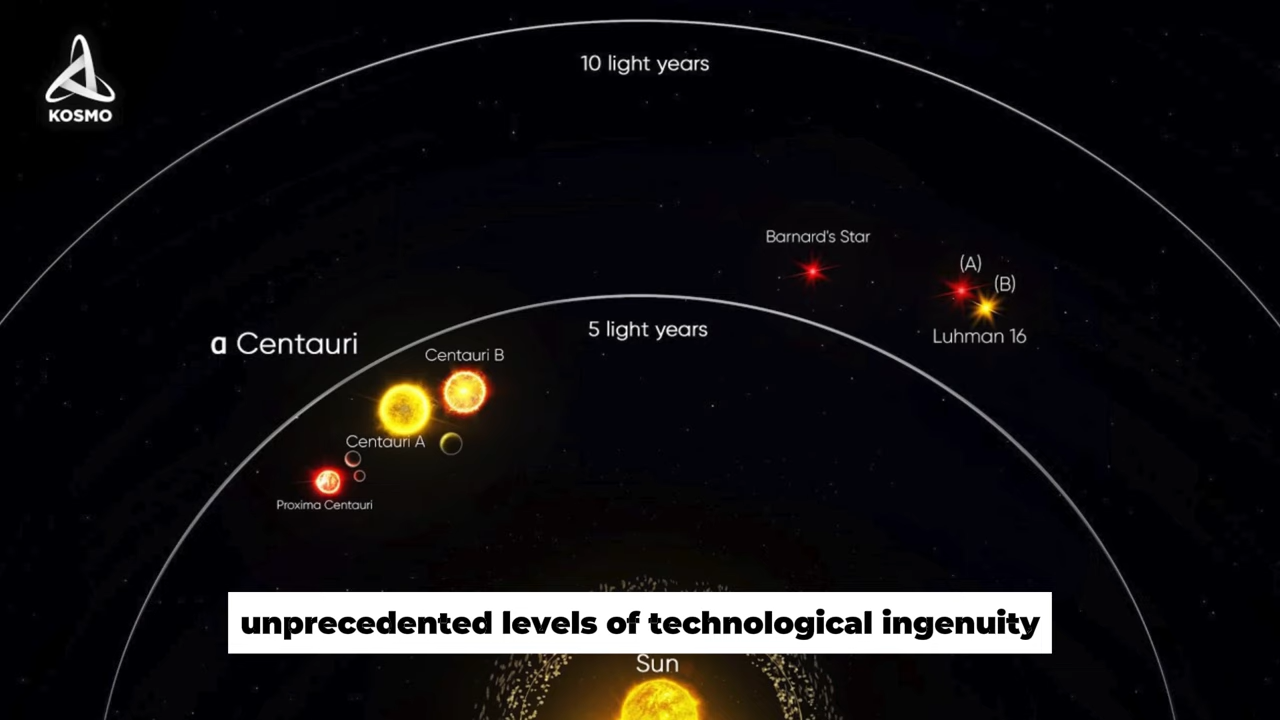 KOSMO
10 light years
Barnard's Star
(A)
(B)
Luhman 16
5 light years
α Centauri
Centauri B
Centauri A
Proxima Centauri
unprecedented levels of technological ingenuity
Sun